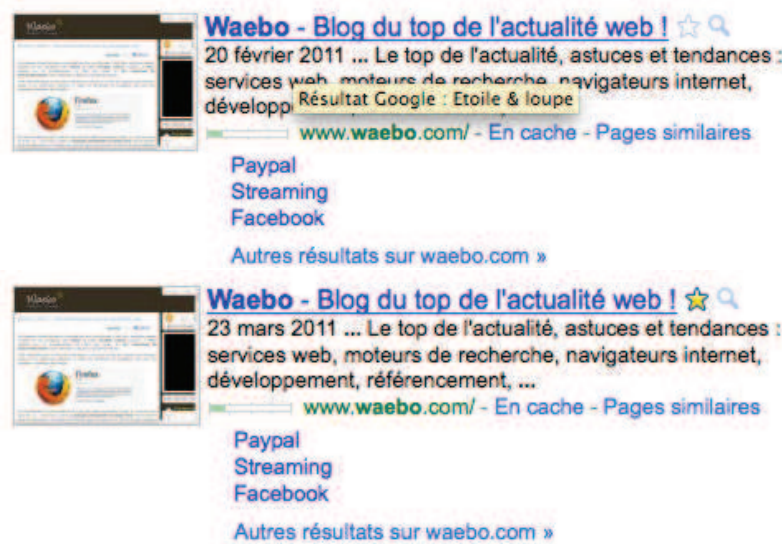 Waebo - Blog du top de l'actualité web !
20 février 2011 ... Le top de l'actualité, astuces et tendances :
services web, moteurs de recherche, navigateurs internet,
développ
Résultat Google : Etoile & loupe
www.waebo.com/ - En cache - Pages similaires
Paypal
Streaming
Facebook
Autres résultats sur waebo.com »
Waebo
Firefox
Waebo - Blog du top de l'actualité web !
23 mars 2011 ... Le top de l'actualité, astuces et tendances :
services web, moteurs de recherche, navigateurs internet,
développement, référencement, ...
www.waebo.com/ - En cache - Pages similaires
Paypal
Streaming
Facebook
Autres résultats sur waebo.com »